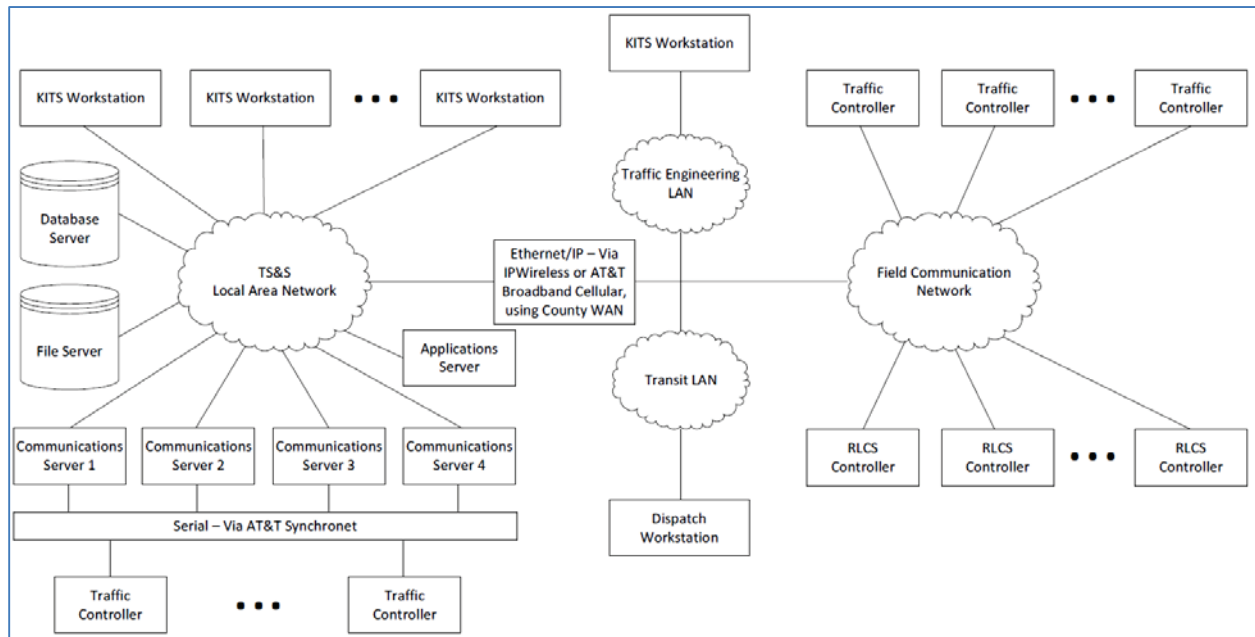 KITS Workstation
KITS Workstation
KITS Workstation
KITS Workstation
Traffic
Controller
Traffic
Controller
Traffic
Controller
Database
Server
File Server
TS&S
Local Area Network
Applications
Server
Ethernet/IP – Via
IPWireless or AT&T
Broadband Cellular,
using County WAN
Traffic Engineering
LAN
Transit LAN
Field Communication
Network
Communications
Server 1
Communications
Server 2
Communications
Server 3
Communications
Server 4
Serial – Via AT&T Synchronet
Traffic
Controller
Traffic
Controller
Dispatch
Workstation
RLCS
Controller
RLCS
Controller
RLCS
Controller